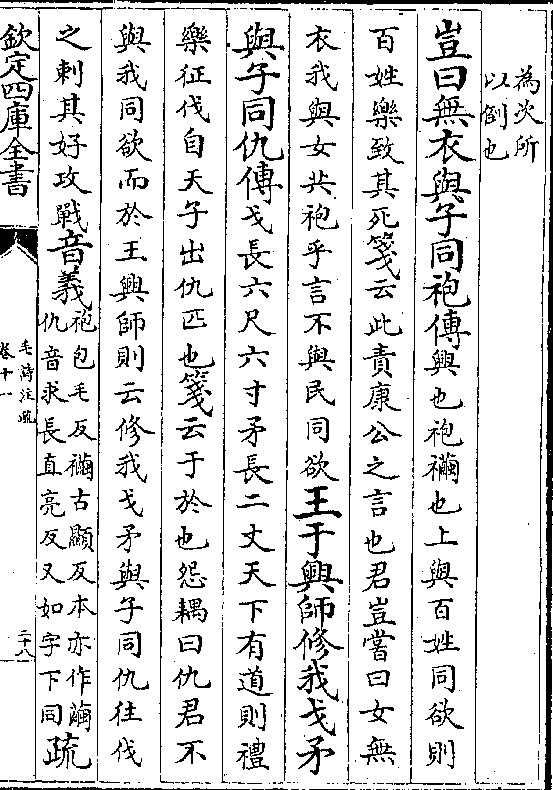 為次所
以倒也
豈曰無衣與子同袍傳興也袍襺也上與百姓同欲則
百姓樂致其死箋云此責康公之言也君豈嘗曰女無
衣我與女共袍乎言不與民同欲王于興師修我戈矛
與子同仇傳戈長六尺六寸矛長二丈天下有道則禮
樂征伐自天子出仇匹也箋云于於也怨耦曰仇君不
與我同欲而於王興師則云修我戈矛與子同仇往伐
之刺其好攻戰音義袍包毛反襺古顯反本亦作繭
仇音求長直亮反又如字下同疏
欽定四庫全書
毛詩注疏
卷十一
二十八